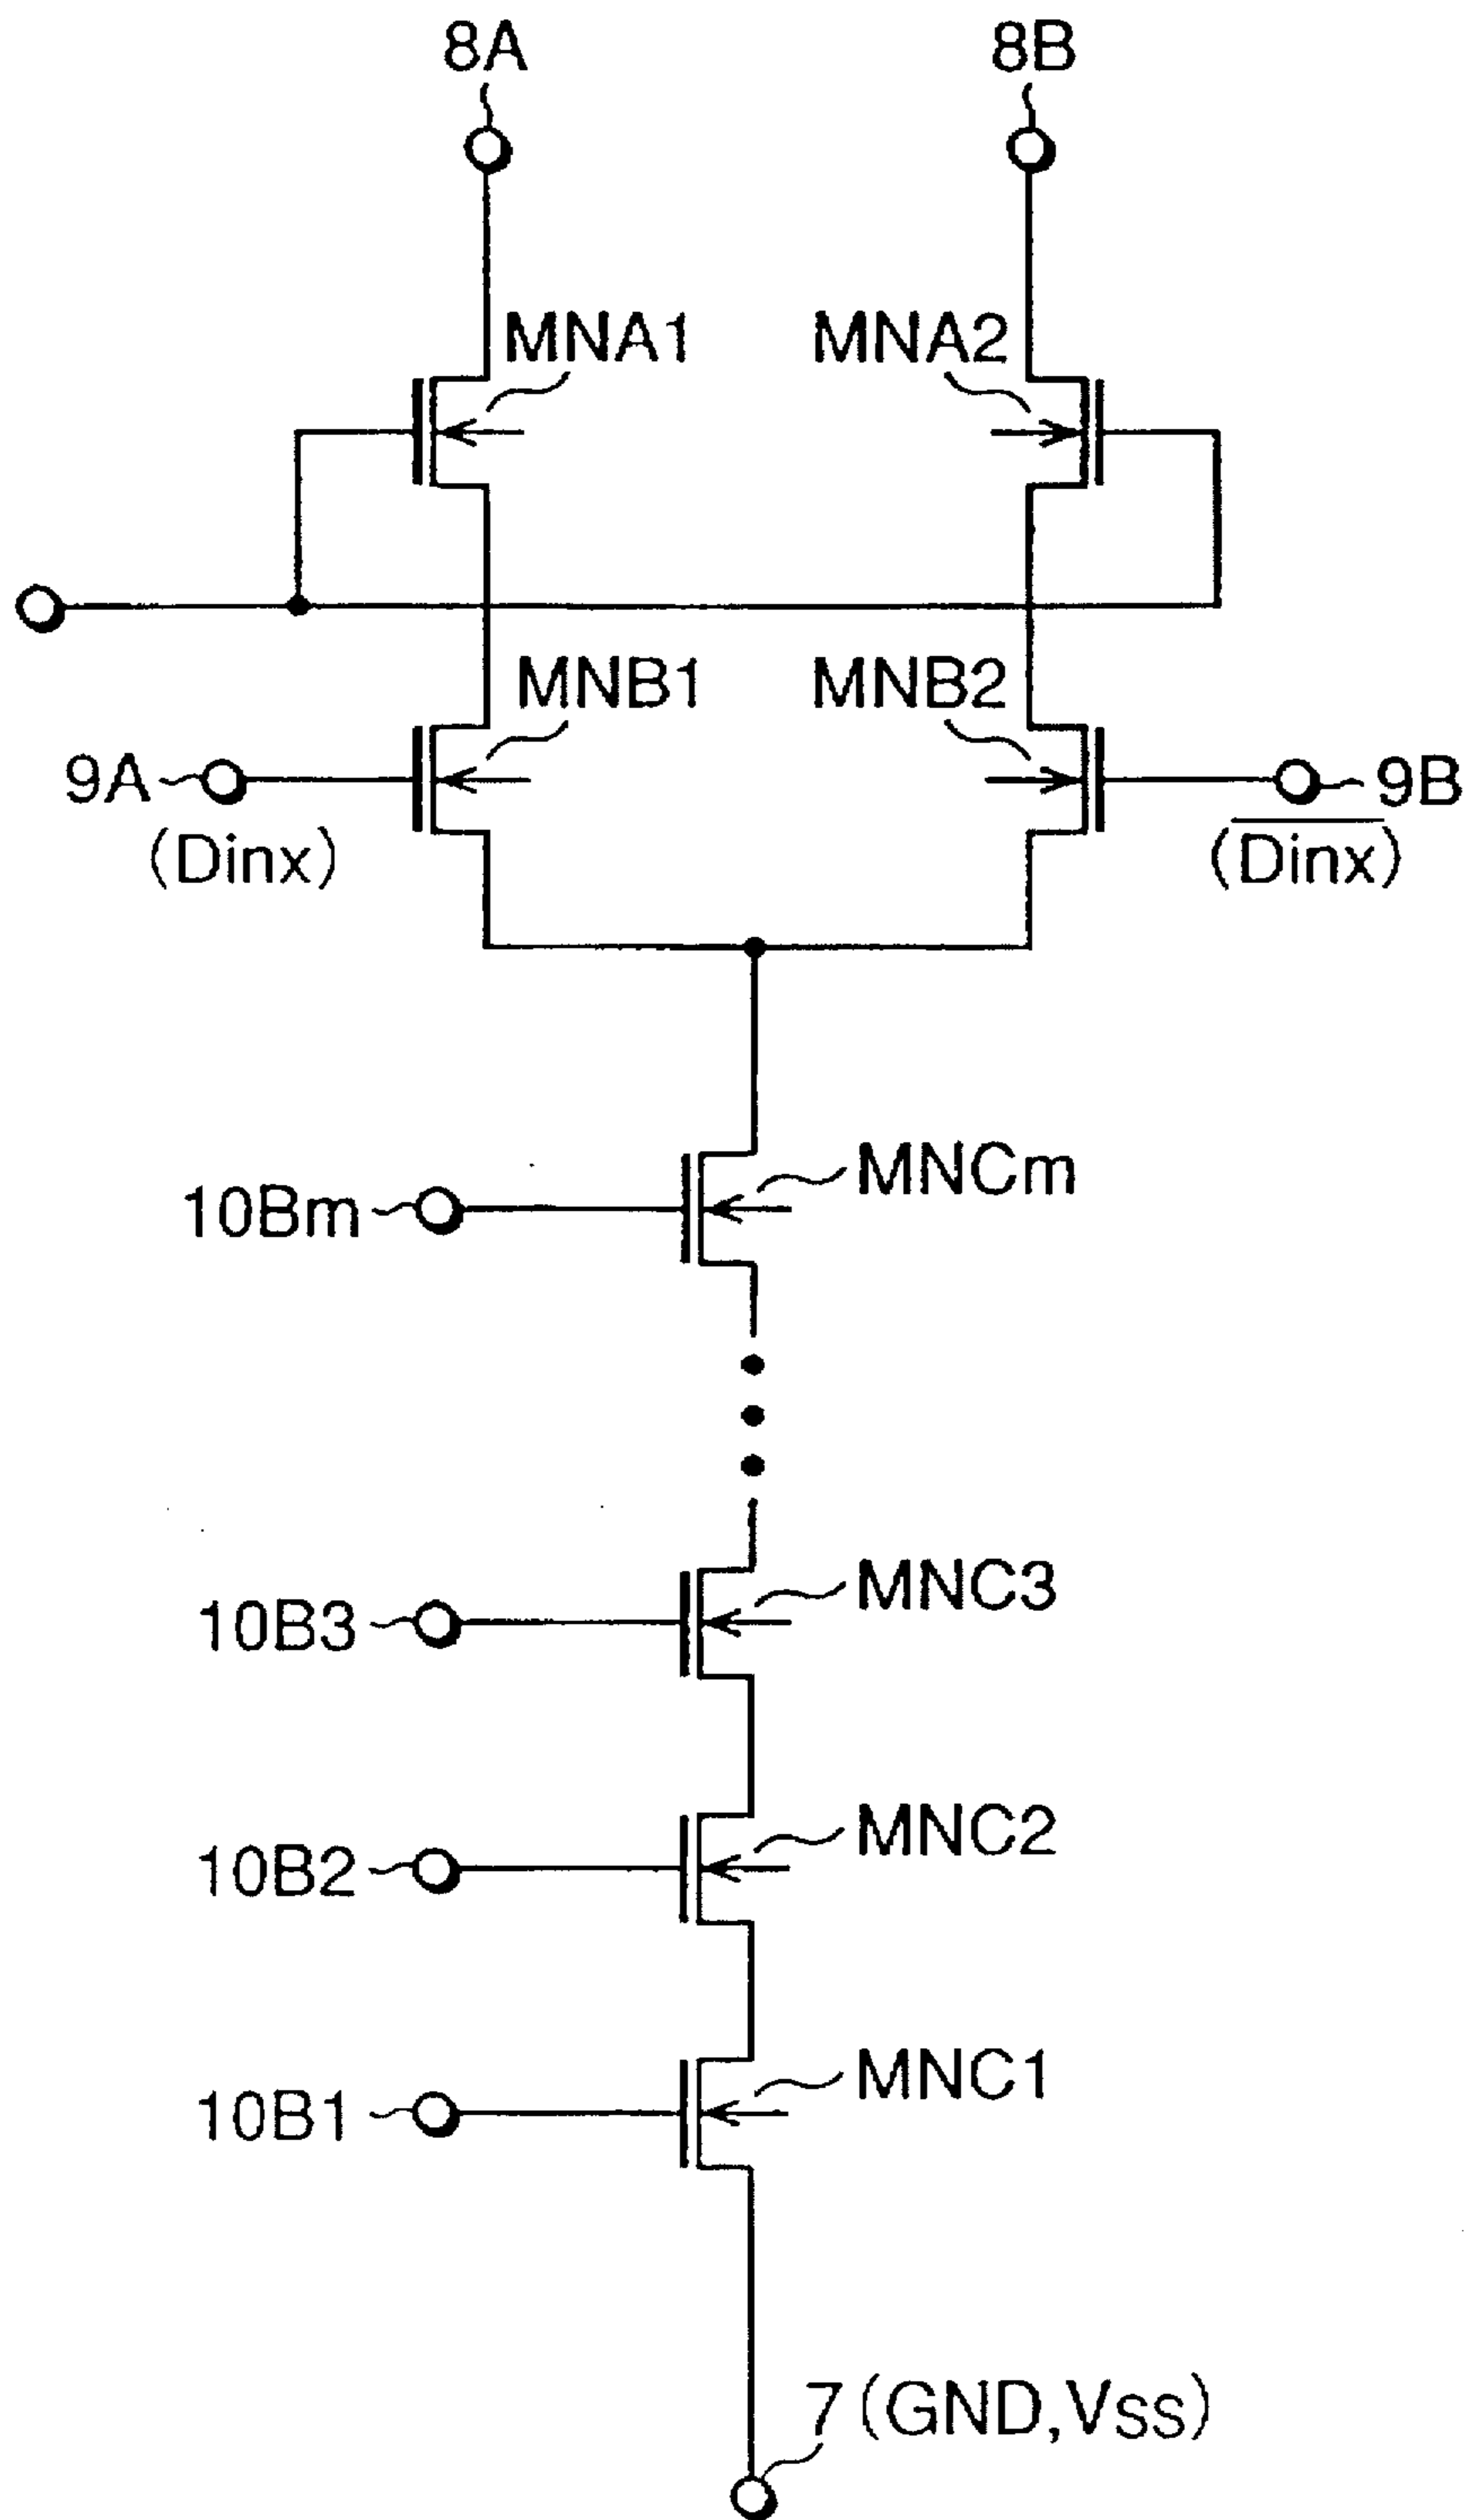 8A 8B
MNA1 MNA2
MNB1 MNB2
9A 9B
(Dinx) (D̅i̅n̅x̅)
MNCm
10Bm
MNC3
10B3
MNC2
10B2
MNC1
10B1
7(GND,VSS)